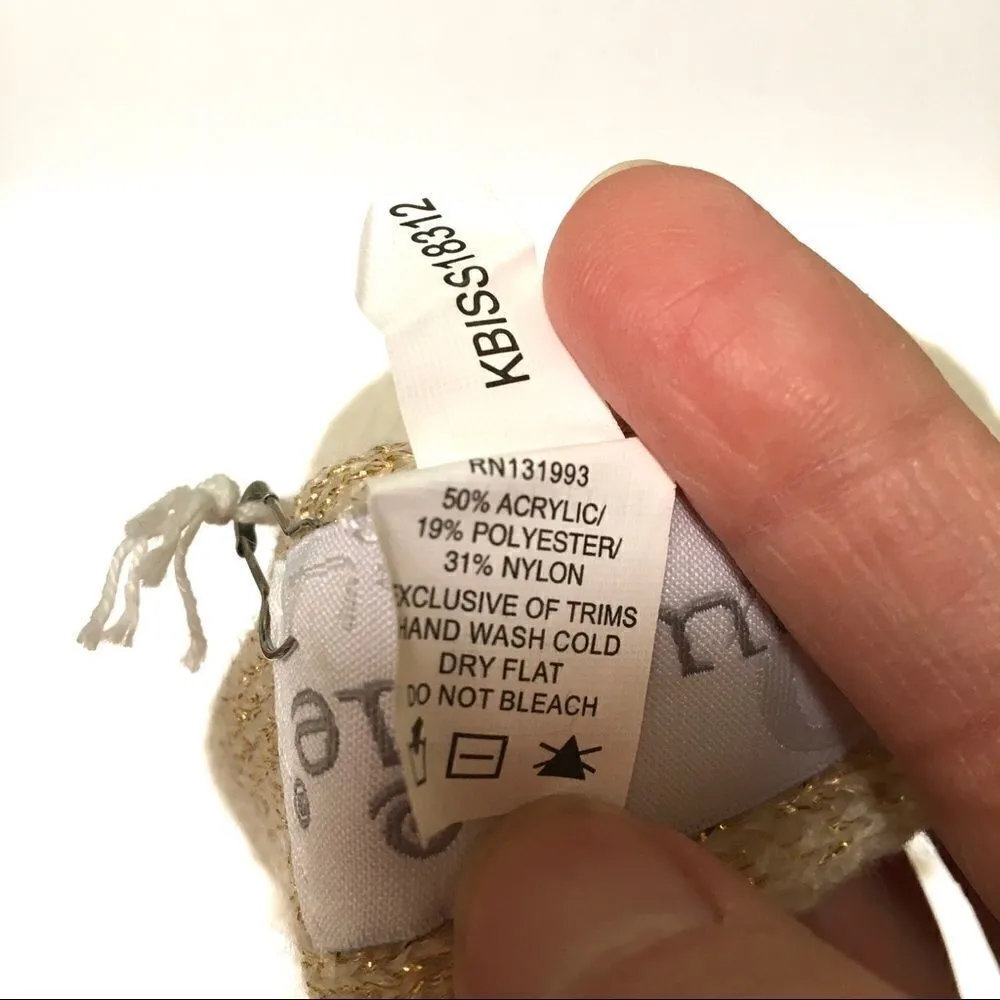 KBISS18312
RN131993
50% ACRYLIC/
19% POLYESTER/
31% NYLON
EXCLUSIVE OF TRIMS
HAND WASH COLD
DRY FLAT
DO NOT BLEACH